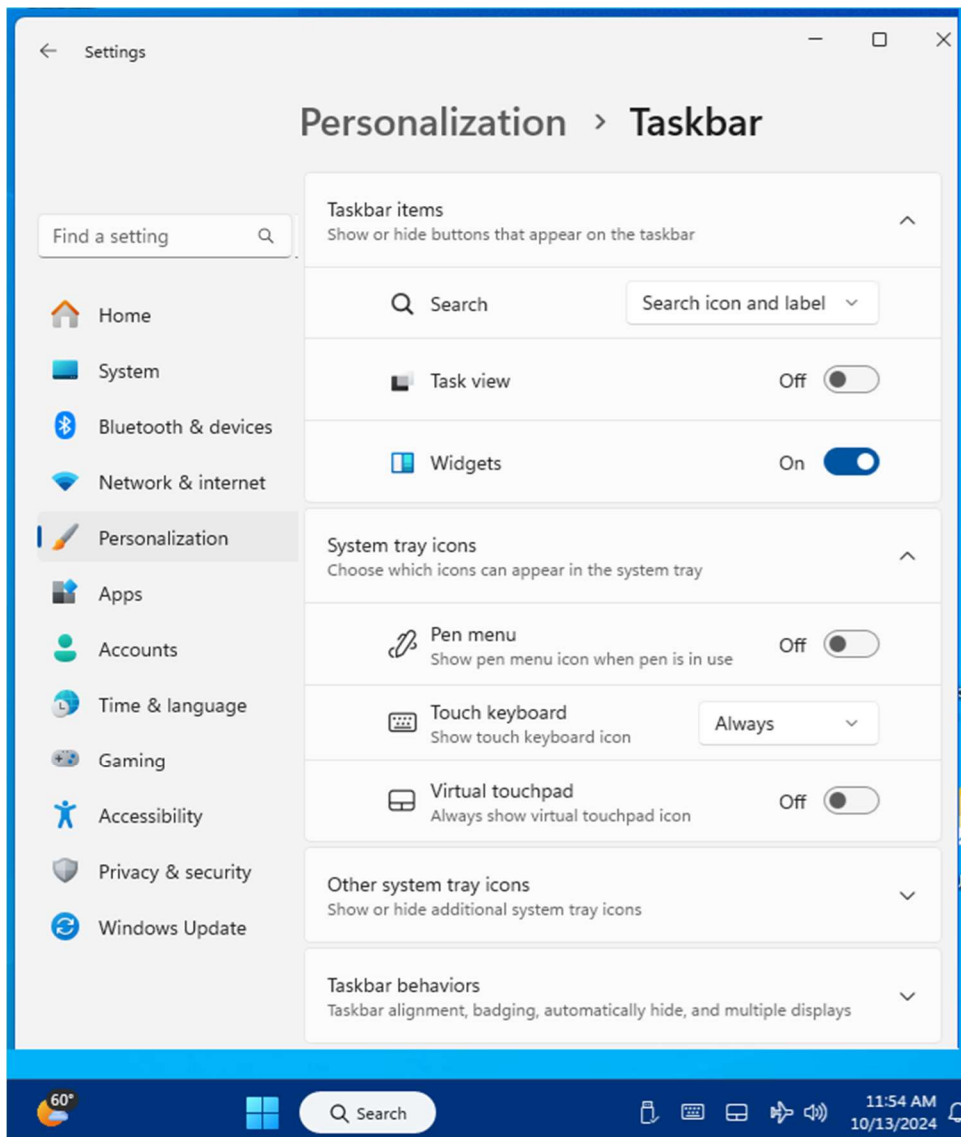 Settings
Personalization > Taskbar
Find a setting
Home
System
Bluetooth & devices
Network & internet
Personalization
Apps
Accounts
Time & language
Gaming
Accessibility
Privacy & security
Windows Update
Taskbar items
Show or hide buttons that appear on the taskbar
Search
Search icon and label
Task view
Off
Widgets
On
System tray icons
Choose which icons can appear in the system tray
Pen menu
Show pen menu icon when pen is in use
Off
Touch keyboard
Show touch keyboard icon
Always
Virtual touchpad
Always show virtual touchpad icon
Off
Other system tray icons
Show or hide additional system tray icons
Taskbar behaviors
Taskbar alignment, badging, automatically hide, and multiple displays
60°
Search
11:54 AM
10/13/2024